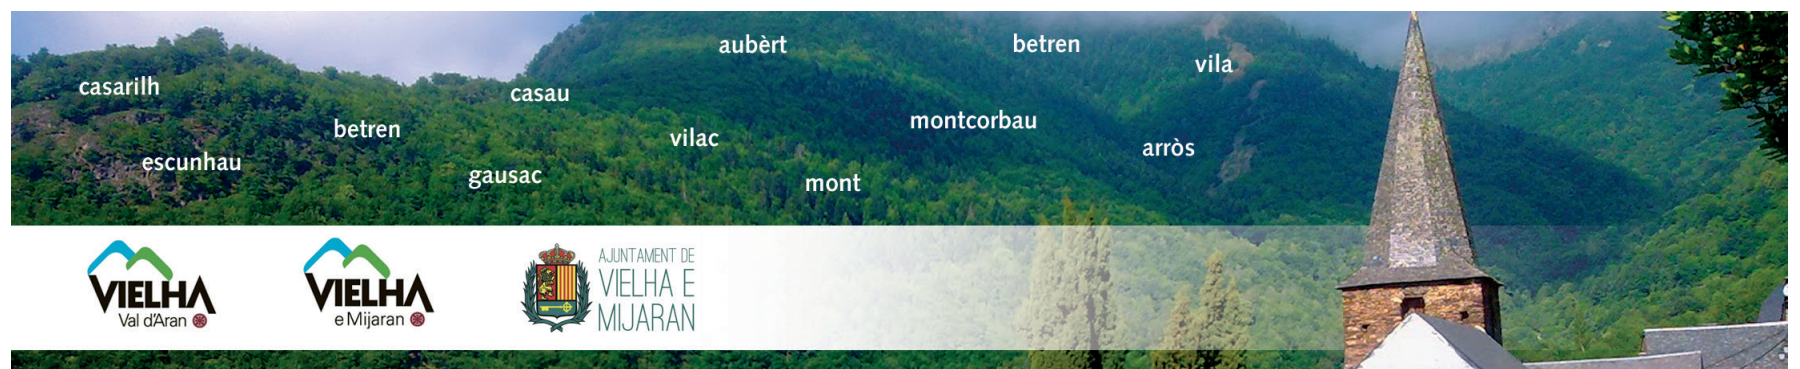 aubèrt
betren
vila
casarilh
casau
montcorbau
betren
vilac
arròs
escunhau
gausac
mont
VIELHA
Val d'Aran
VIELHA
e Mijaran
AJUNTAMENT DE
VIELHA E
MIJARAN